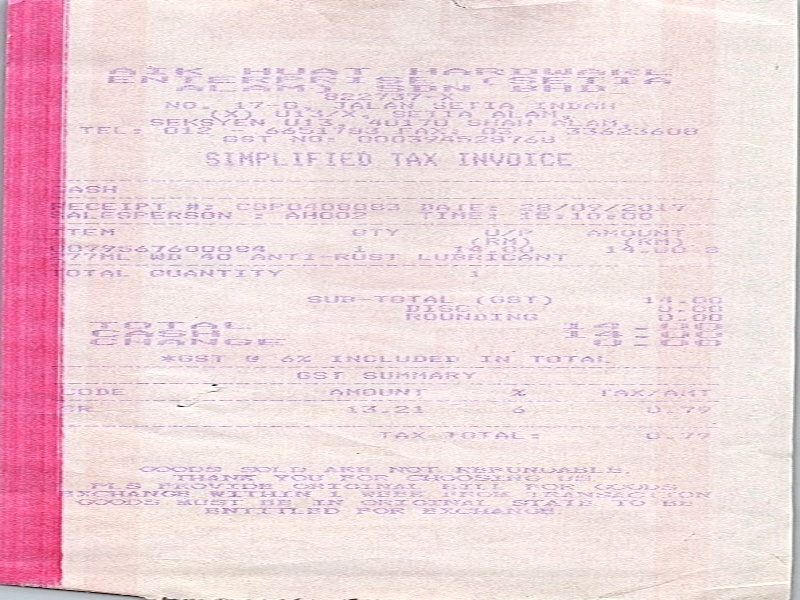 AIK HUAT HARDWARE
ENTERPRISE (SETIA
ALAM) SDN BHD
822737-X
NO. 17-G, JALAN SETIA INDAH
(X) U13/X, SETIA ALAM,
SEKSYEN U13, 40170 SHAH ALAM,
TEL: 012 - 6651783 FAX: 03 - 33623608
GST NO: 000394528768
SIMPLIFIED TAX INVOICE
CASH
RECEIPT #: CSP0408083 DATE: 28/09/2017
SALESPERSON : AH002 TIME: 15:10:00
ITEM QTY U/P AMOUNT
(RM) (RM)
1 14.00 14.00 S
277ML WD 40 ANTI-RUST LUBRICANT
TOTAL QUANTITY 1
SUB-TOTAL (GST) 14.00
DISC 0.00
ROUNDING 0.00
TOTAL 14.00
CASH 14.00
CHANGE 0.00
*GST @ 6% INCLUDED IN TOTAL
GST SUMMARY
CODE AMOUNT % TAX/AMT
SR 13.21 6 0.79
TAX TOTAL: 0.79
GOODS SOLD ARE NOT REFUNDABLE,
THANK YOU FOR CHOOSING US.
PLS PROVIDE ORIGINAL BILL FOR GOODS
EXCHANGE WITHIN 1 WEEK FROM TRANSACTION
GOODS MUST BE IN ORIGINAL STATE TO BE
ENTITLED FOR EXCHANGE.